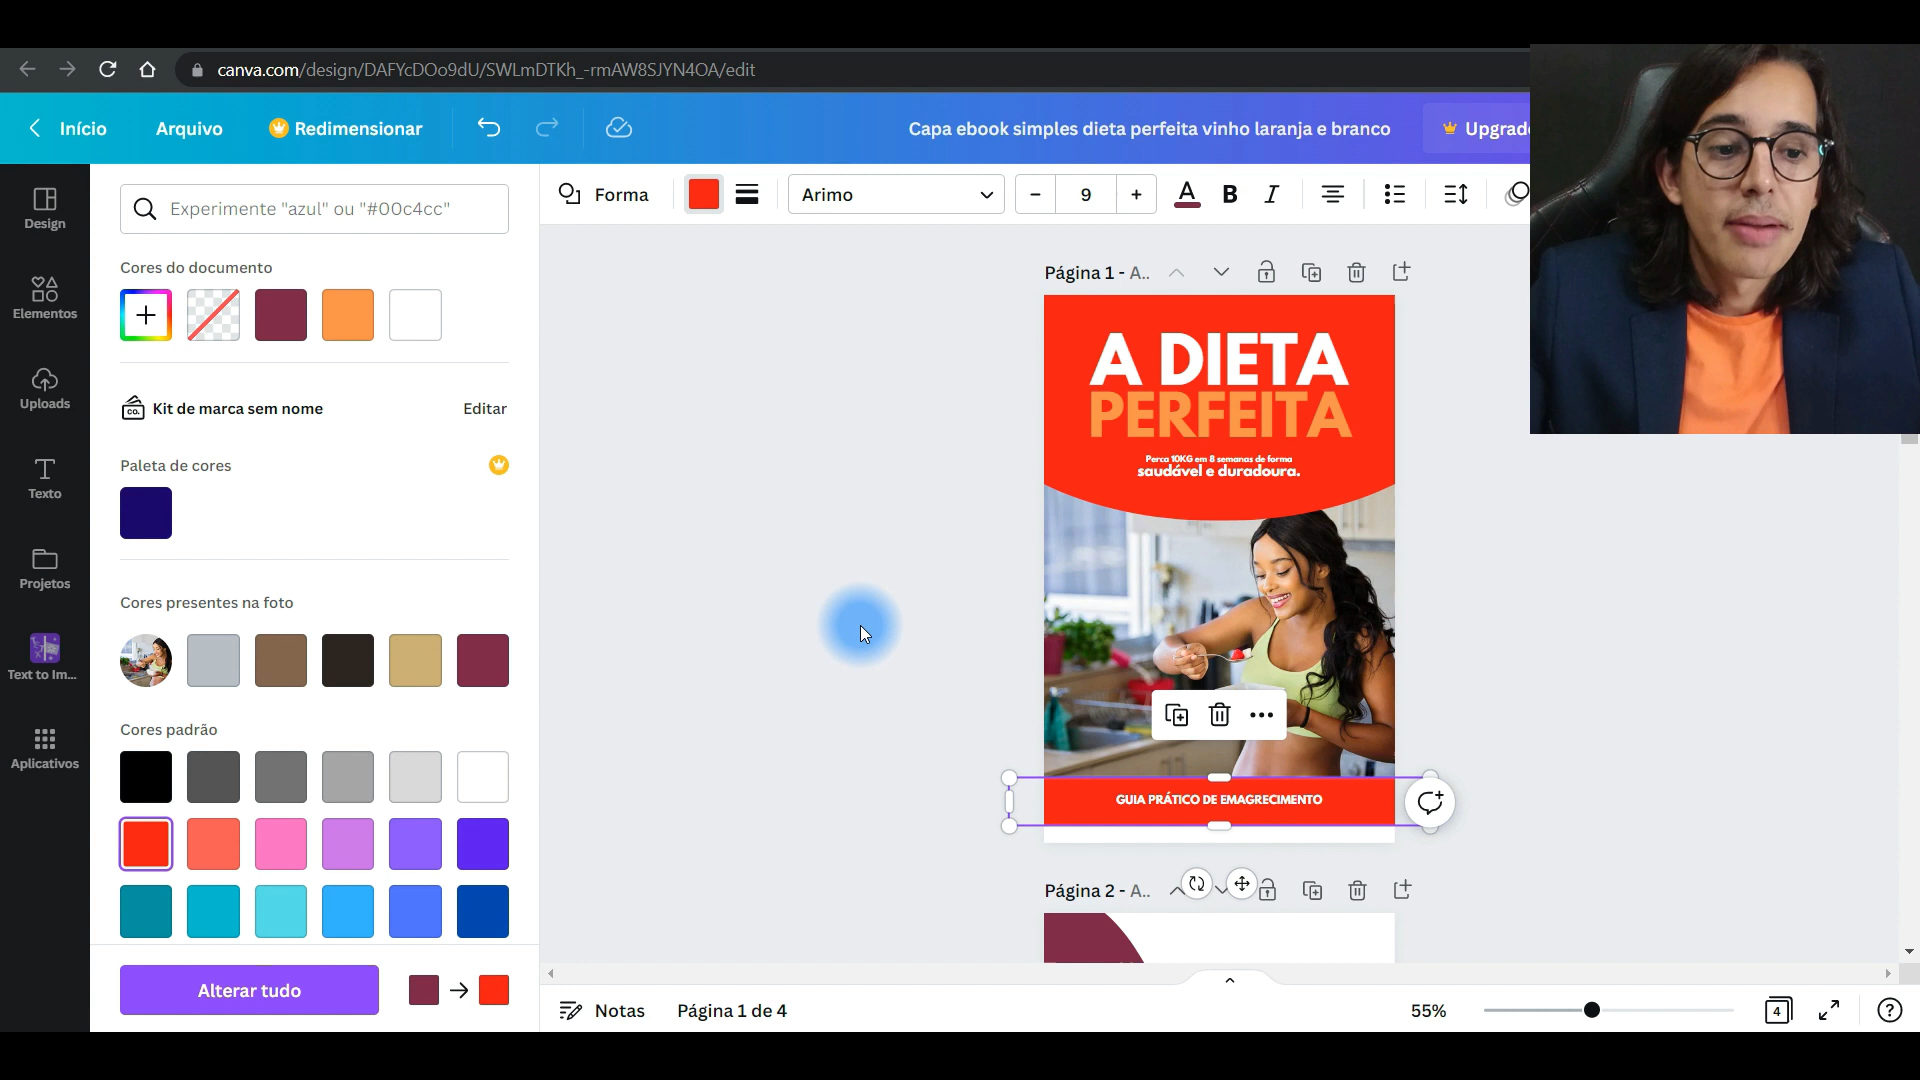 canva.com/design/DAFYcDOo9dU/SWLmDTKh_-rmAW8SJYN4OA/edit
Início
Arquivo
Redimensionar
Capa ebook simples dieta perfeita vinho laranja e branco
Upgrad
Design
Elementos
Uploads
Texto
Projetos
Text to Im...
Aplicativos
Experimente "azul" ou "#00c4cc"
Cores do documento
CO.
Kit de marca sem nome
Editar
Paleta de cores
Cores presentes na foto
Cores padrão
Alterar tudo
Forma
Arimo
9
A
B
I
Página 1 - A..
A DIETA
PERFEITA
Perca 10KG em 8 semanas de forma
saudável e duradoura.
GUIA PRÁTICO DE EMAGRECIMENTO
Página 2 - A..
Notas
Página 1 de 4
55%
4
?